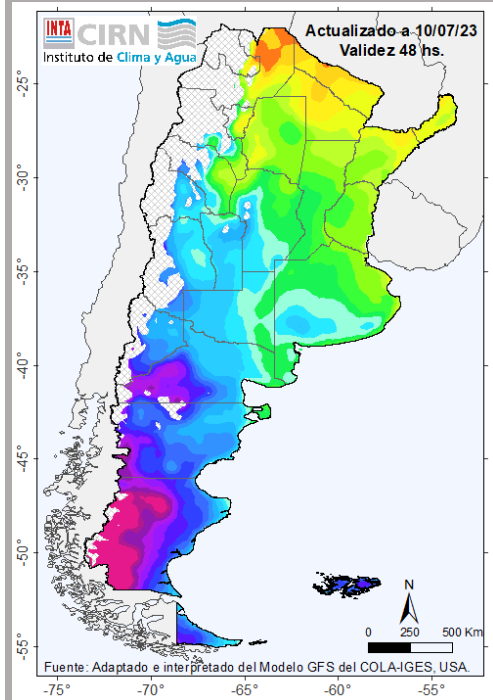 INTA CIRN
Instituto de Clima y Agua
Actualizado a 10/07/23
Validez 48 hs.
-25°
-30°
-35°
-40°
-45°
-50°
-55°
N
0 250 500 Km
Fuente: Adaptado e interpretado del Modelo GFS del COLA-IGES, USA.
-75° -70° -65° -60° -55°